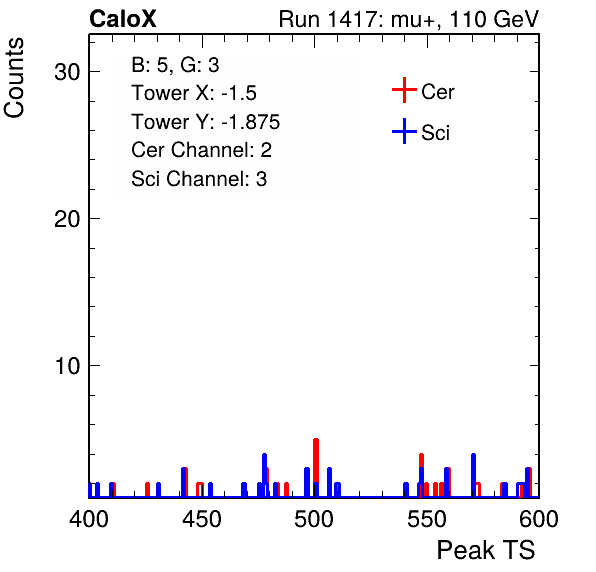 CaloX Run 1417: mu+, 110 GeV
Counts
30
20
10
B: 5, G: 3
Tower X: -1.5
Tower Y: -1.875
Cer Channel: 2
Sci Channel: 3
Cer
Sci
400 450 500 550 600
Peak TS